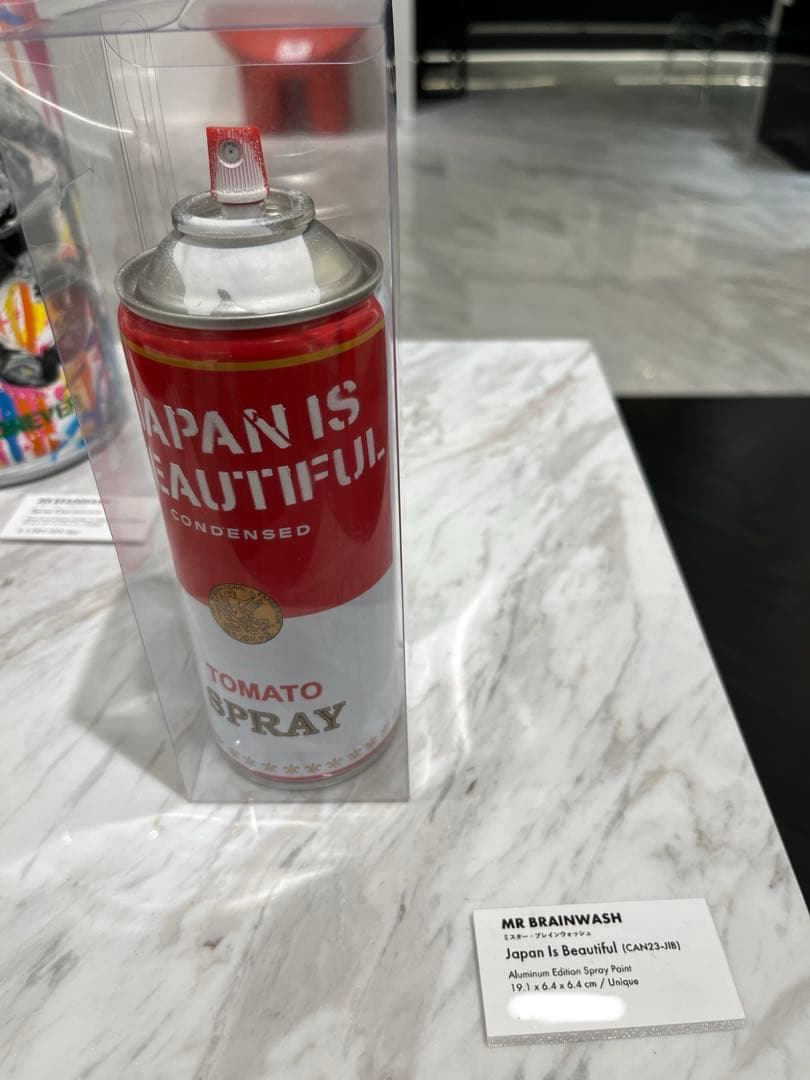 JAPAN IS
BEAUTIFUL
CONDENSED
TOMATO
SPRAY
MR BRAINWASH
ミスター・ブレインウォッシュ
Japan Is Beautiful (CAN23-JIB)
Aluminum Edition Spray Paint
19.1 x 6.4 x 6.4 cm / Unique